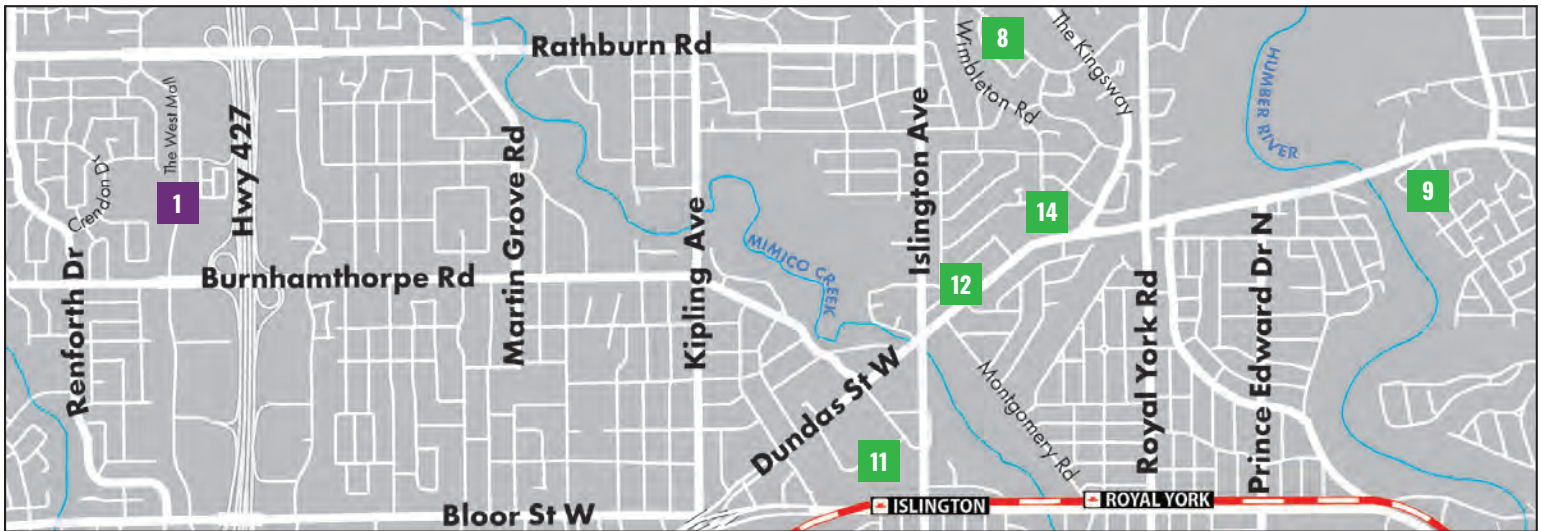 Rathburn Rd
8
The Kingsway
Wimbleton Rd
HUMBER RIVER
The West Mall
Hwy 427
Martin Grove Rd
Islington Ave
Crendon Dr
1
9
14
Kipling Ave
MIMICO CREEK
Burnhamthorpe Rd
12
Renforth Dr
Royal York Rd
Prince Edward Dr N
Dundas St W
Montgomery Rd
11
ISLINGTON
ROYAL YORK
Bloor St W